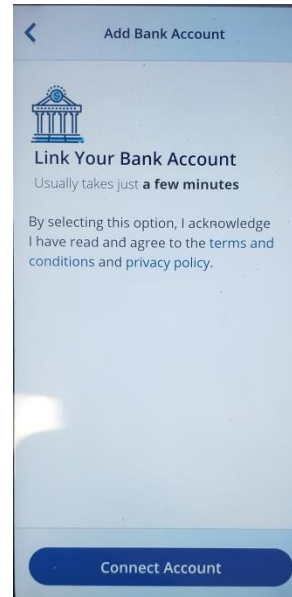 Add Bank Account
Link Your Bank Account
Usually takes just a few minutes
By selecting this option, I acknowledge
I have read and agree to the terms and
conditions and privacy policy.
Connect Account